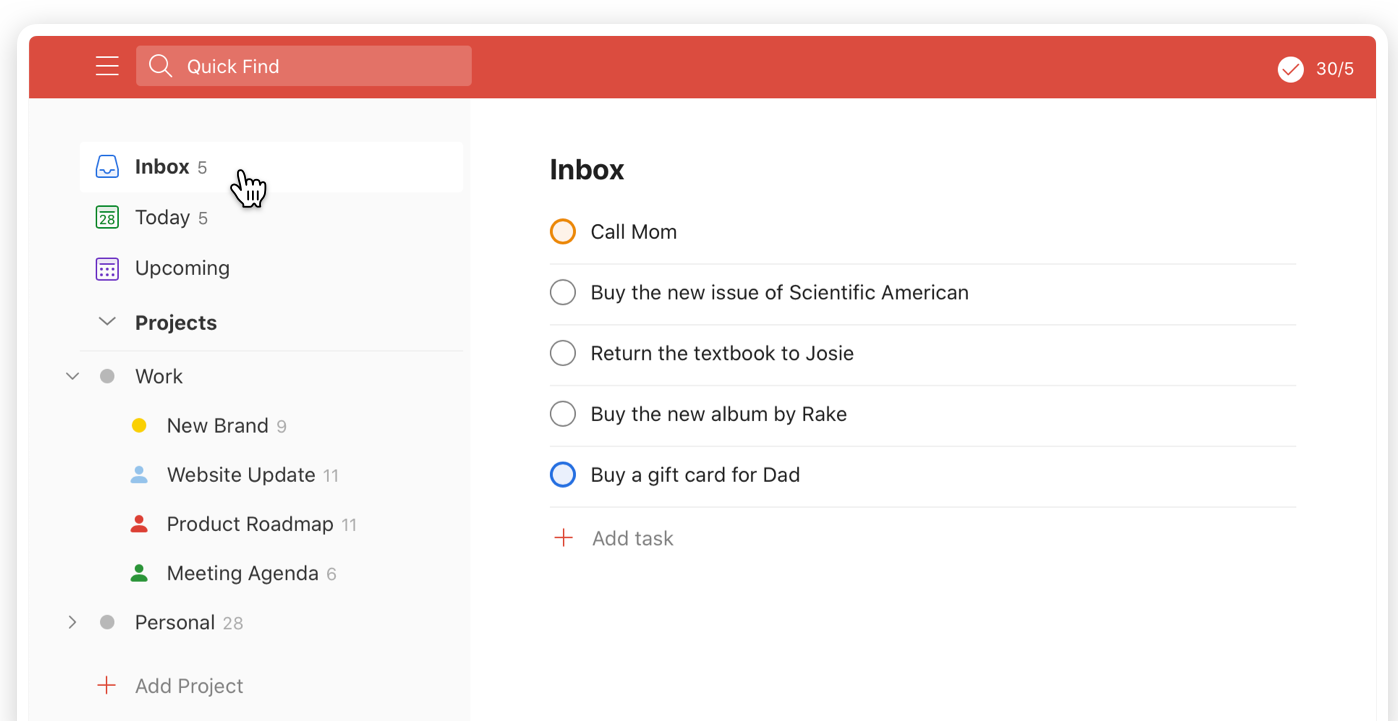 Quick Find
30/5
Inbox 5
28
Today 5
Upcoming
Projects
Work
New Brand 9
Website Update 11
Product Roadmap 11
Meeting Agenda 6
Personal 28
Add Project
Inbox
Call Mom
Buy the new issue of Scientific American
Return the textbook to Josie
Buy the new album by Rake
Buy a gift card for Dad
Add task